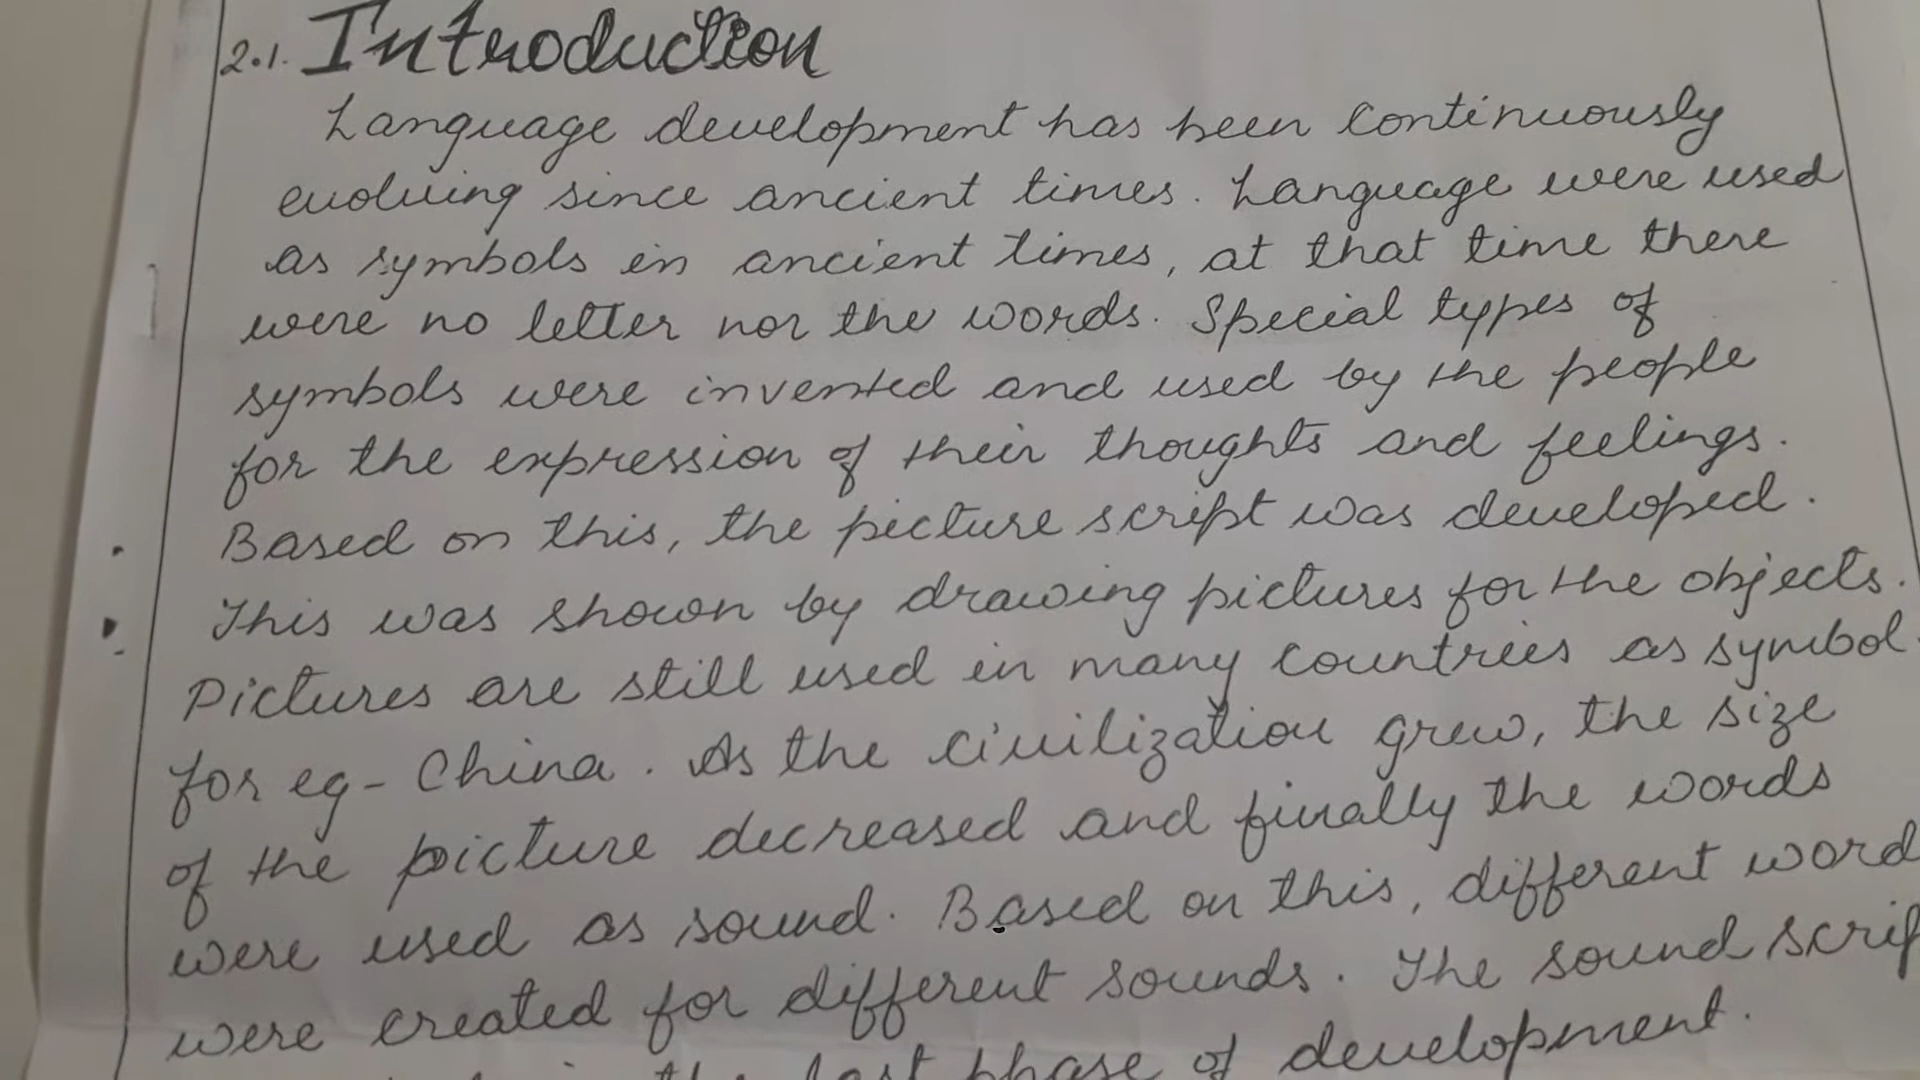 2.1. Introduction
Language development has been continuously
evolving since ancient times. Language were used
as symbols in ancient times, at that time there
were no letter nor the words. Special types of
symbols were invented and used by the people
for the expression of their thoughts and feelings.
Based on this, the picture script was developed.
This was shown by drawing pictures for the objects.
Pictures are still used in many countries as symbol
for eg- China. As the civilization grew, the size
of the picture decreased and finally the words
were used as sound. Based on this, different word
were created for different sounds. The sound scrip
the last phase of development.